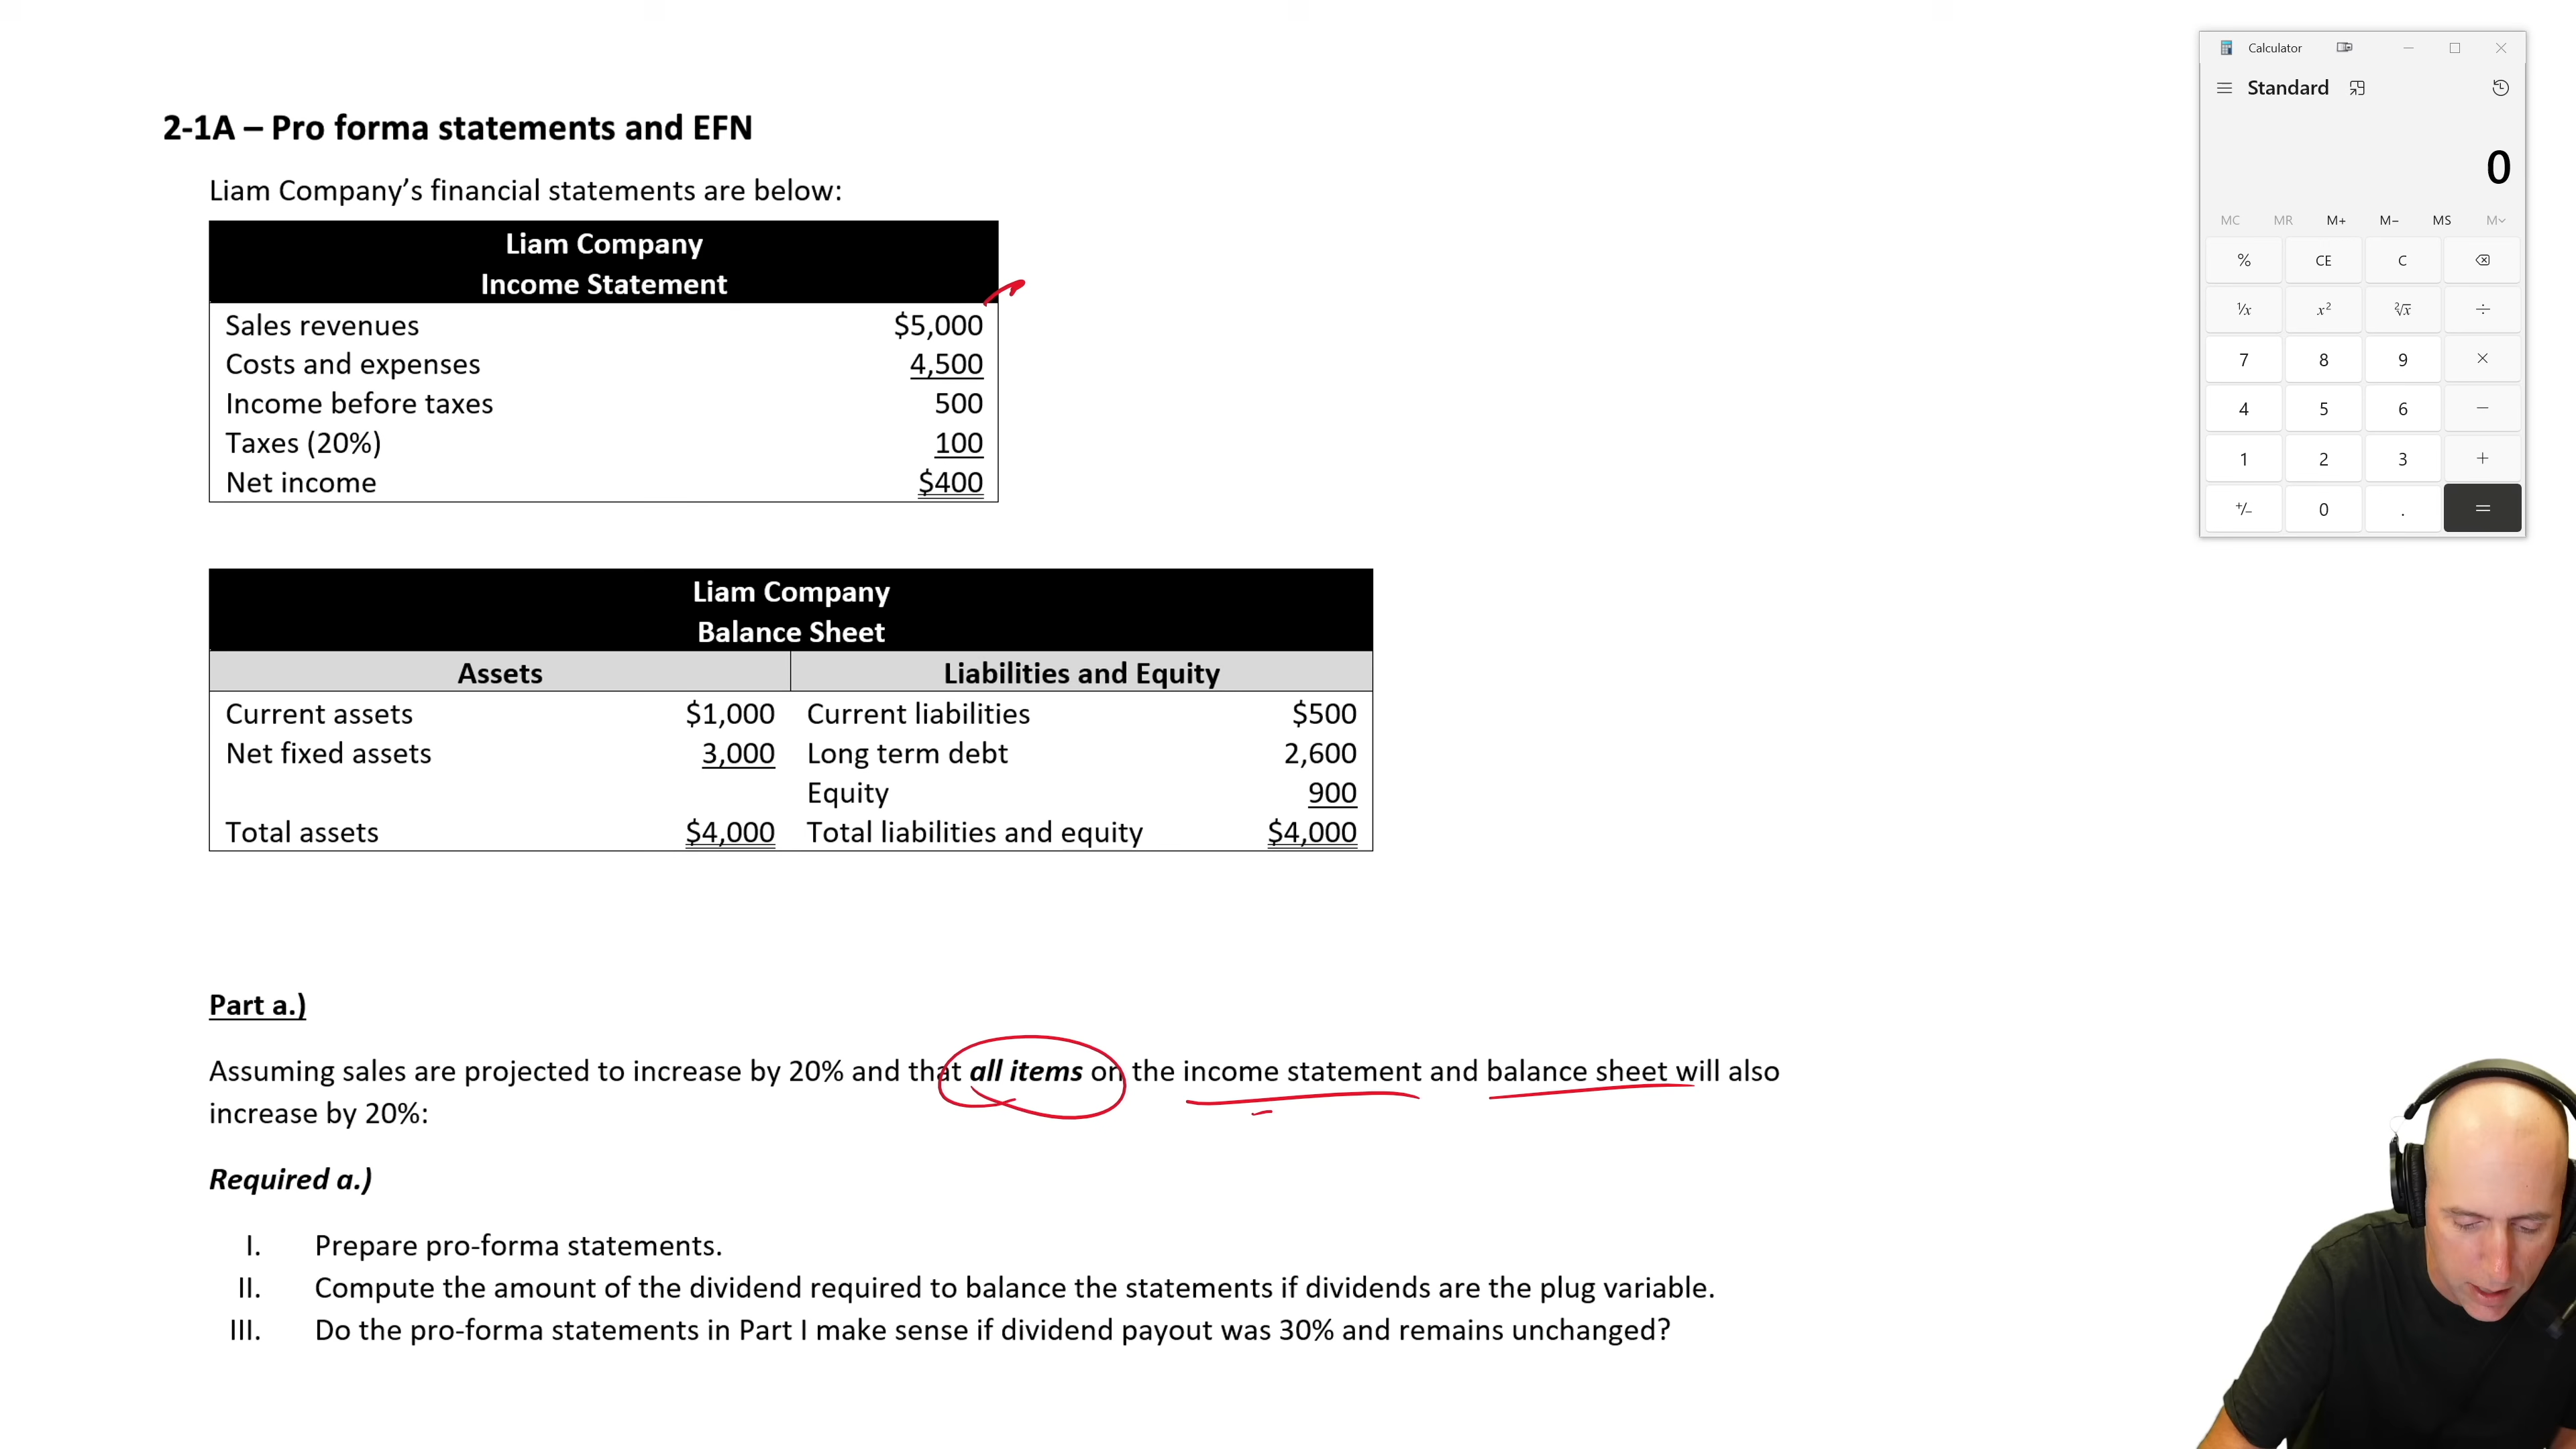 2-1A – Pro forma statements and EFN
Liam Company's financial statements are below:
Liam Company
Income Statement
Sales revenues $5,000
Costs and expenses 4,500
Income before taxes 500
Taxes (20%) 100
Net income $400
Liam Company
Balance Sheet
Assets Liabilities and Equity
Current assets $1,000 Current liabilities $500
Net fixed assets 3,000 Long term debt 2,600
Equity 900
Total assets $4,000 Total liabilities and equity $4,000
Part a.)
Assuming sales are projected to increase by 20% and that all items on the income statement and balance sheet will also
increase by 20%:
Required a.)
I. Prepare pro-forma statements.
II. Compute the amount of the dividend required to balance the statements if dividends are the plug variable.
III. Do the pro-forma statements in Part I make sense if dividend payout was 30% and remains unchanged?
Calculator
Standard
0
MC MR M+ M− MS M
% CE C
1/x x² ²√x ÷
7 8 9 ×
4 5 6 −
1 2 3 +
+/− 0 . =